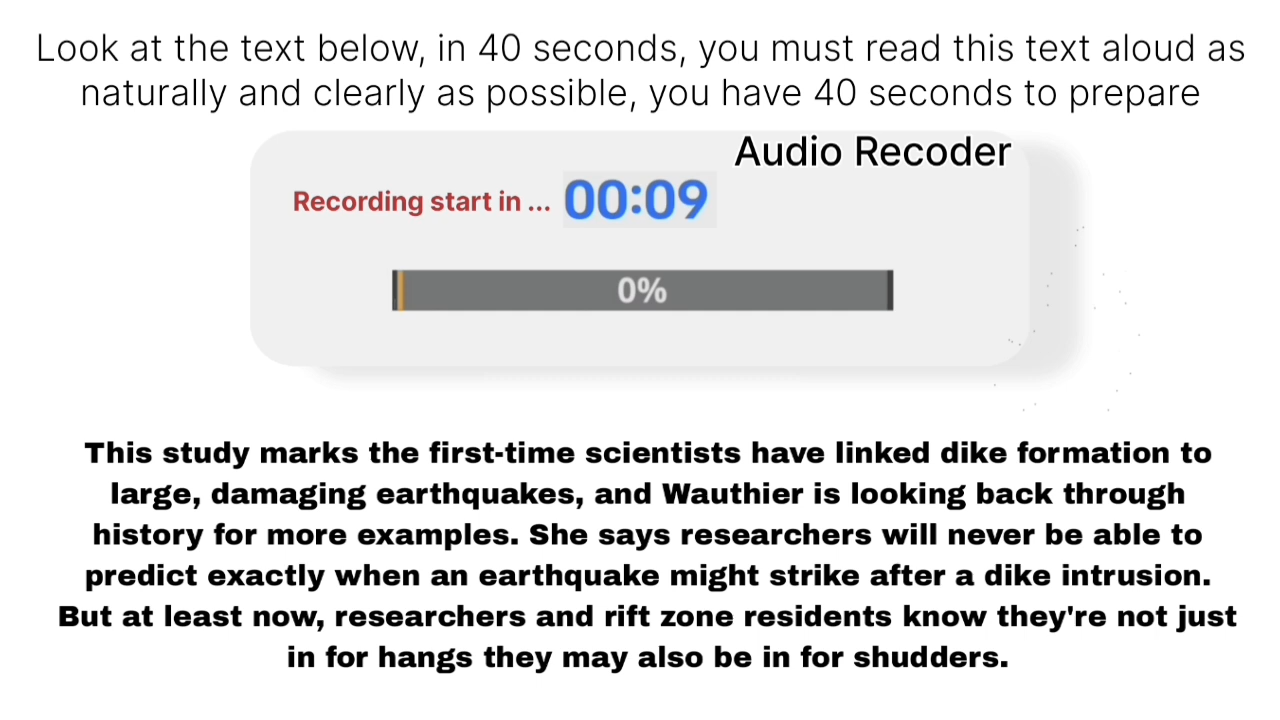 Look at the text below, in 40 seconds, you must read this text aloud as
naturally and clearly as possible, you have 40 seconds to prepare
Audio Recoder
Recording start in ... 00:09
0%
This study marks the first-time scientists have linked dike formation to
large, damaging earthquakes, and Wauthier is looking back through
history for more examples. She says researchers will never be able to
predict exactly when an earthquake might strike after a dike intrusion.
But at least now, researchers and rift zone residents know they're not just
in for hangs they may also be in for shudders.